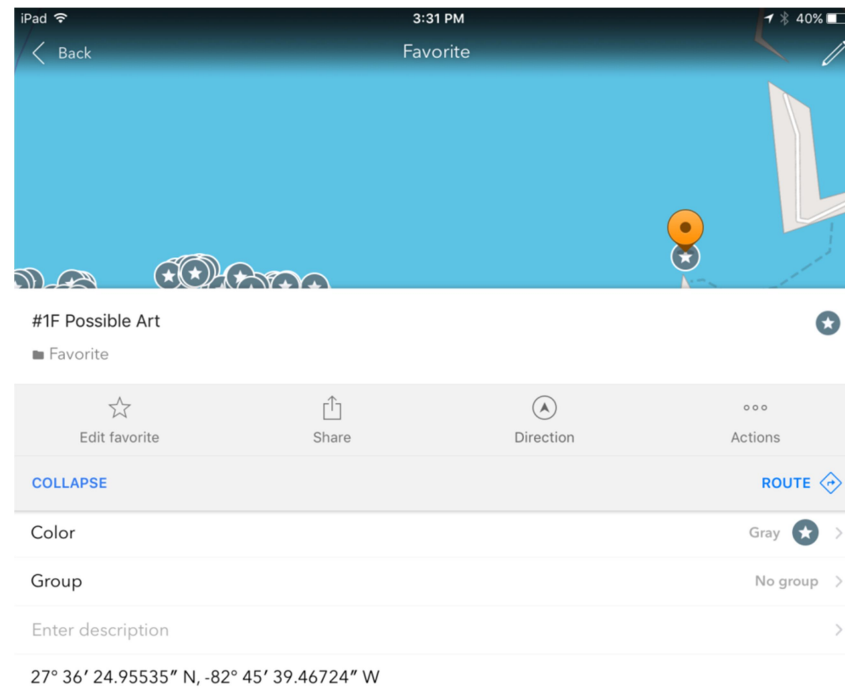 iPad 3:31 PM 40%
Back Favorite
#1F Possible Art
Favorite
Edit favorite Share Direction Actions
COLLAPSE ROUTE
Color Gray
Group No group
Enter description
27° 36′ 24.95535″ N, -82° 45′ 39.46724″ W